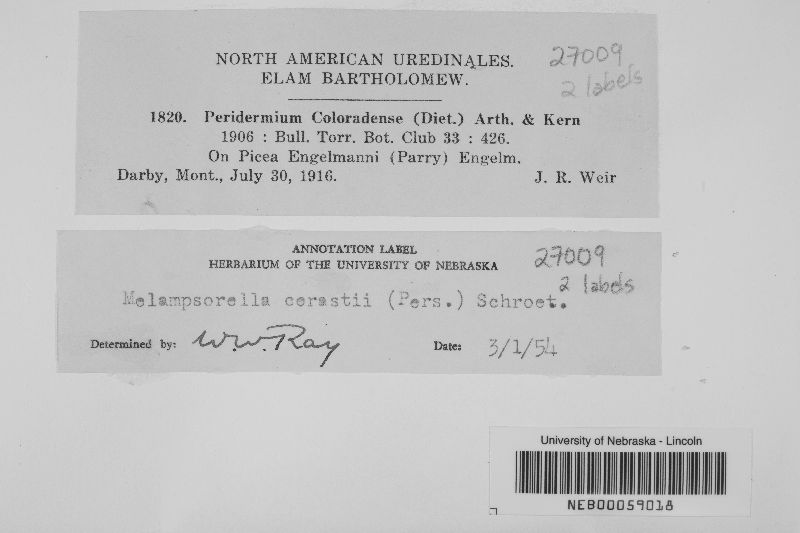 NORTH AMERICAN UREDINALES.
ELAM BARTHOLOMEW.
27009
2 labels
1820. Peridermium Coloradense (Diet.) Arth. & Kern
1906 : Bull. Torr. Bot. Club 33 : 426.
On Picea Engelmanni (Parry) Engelm.
Darby, Mont., July 30, 1916. J. R. Weir
ANNOTATION LABEL
HERBARIUM OF THE UNIVERSITY OF NEBRASKA
27009
2 labels
Melampsorella cerastii (Pers.) Schroet.
Determined by: W.W. Ray Date: 3/1/54
University of Nebraska - Lincoln
NEB00059018